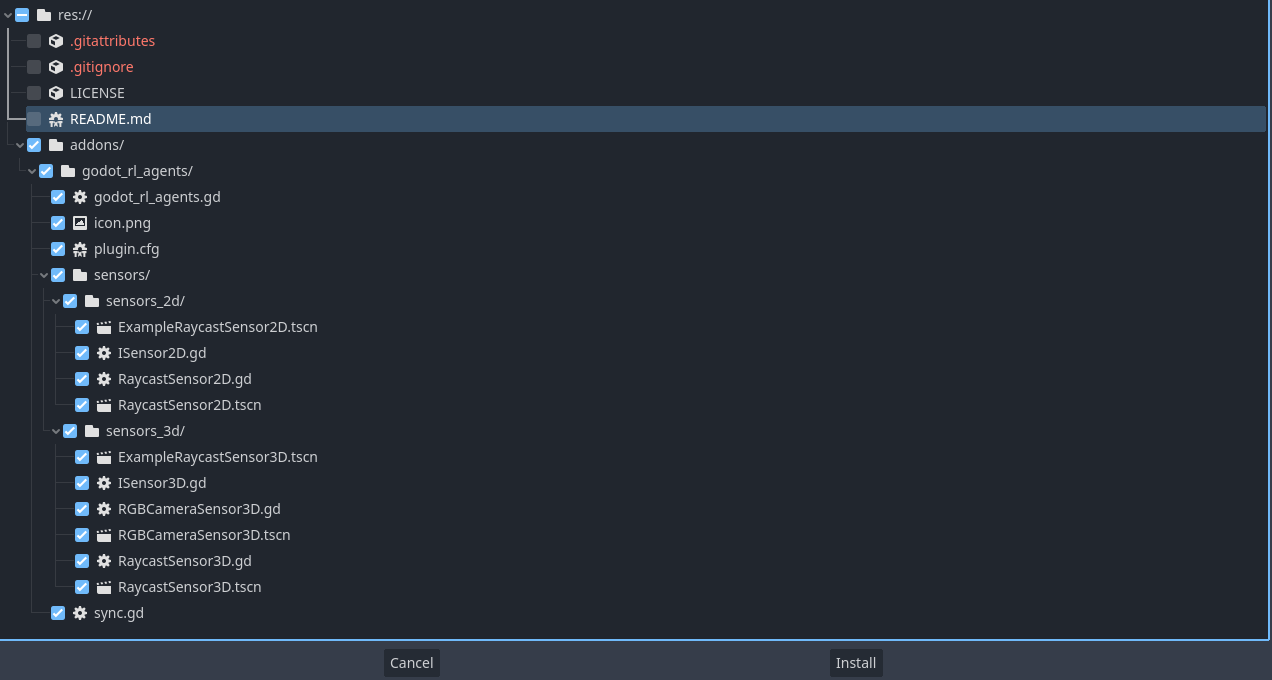 res://
.gitattributes
.gitignore
LICENSE
README.md
addons/
godot_rl_agents/
godot_rl_agents.gd
icon.png
plugin.cfg
sensors/
sensors_2d/
ExampleRaycastSensor2D.tscn
ISensor2D.gd
RaycastSensor2D.gd
RaycastSensor2D.tscn
sensors_3d/
ExampleRaycastSensor3D.tscn
ISensor3D.gd
RGBCameraSensor3D.gd
RGBCameraSensor3D.tscn
RaycastSensor3D.gd
RaycastSensor3D.tscn
sync.gd
Cancel Install